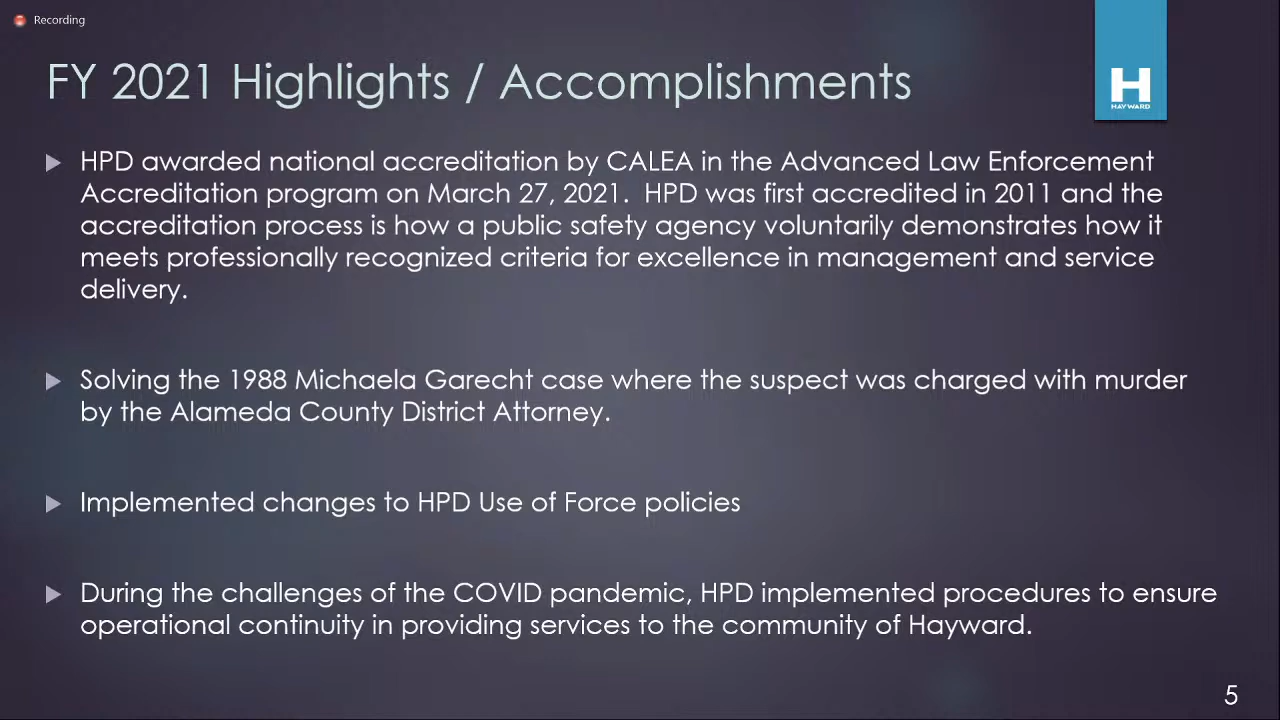 Recording
FY 2021 Highlights / Accomplishments
H
HAYWARD
HPD awarded national accreditation by CALEA in the Advanced Law Enforcement
Accreditation program on March 27, 2021.  HPD was first accredited in 2011 and the
accreditation process is how a public safety agency voluntarily demonstrates how it
meets professionally recognized criteria for excellence in management and service
delivery.
Solving the 1988 Michaela Garecht case where the suspect was charged with murder
by the Alameda County District Attorney.
Implemented changes to HPD Use of Force policies
During the challenges of the COVID pandemic, HPD implemented procedures to ensure
operational continuity in providing services to the community of Hayward.
5